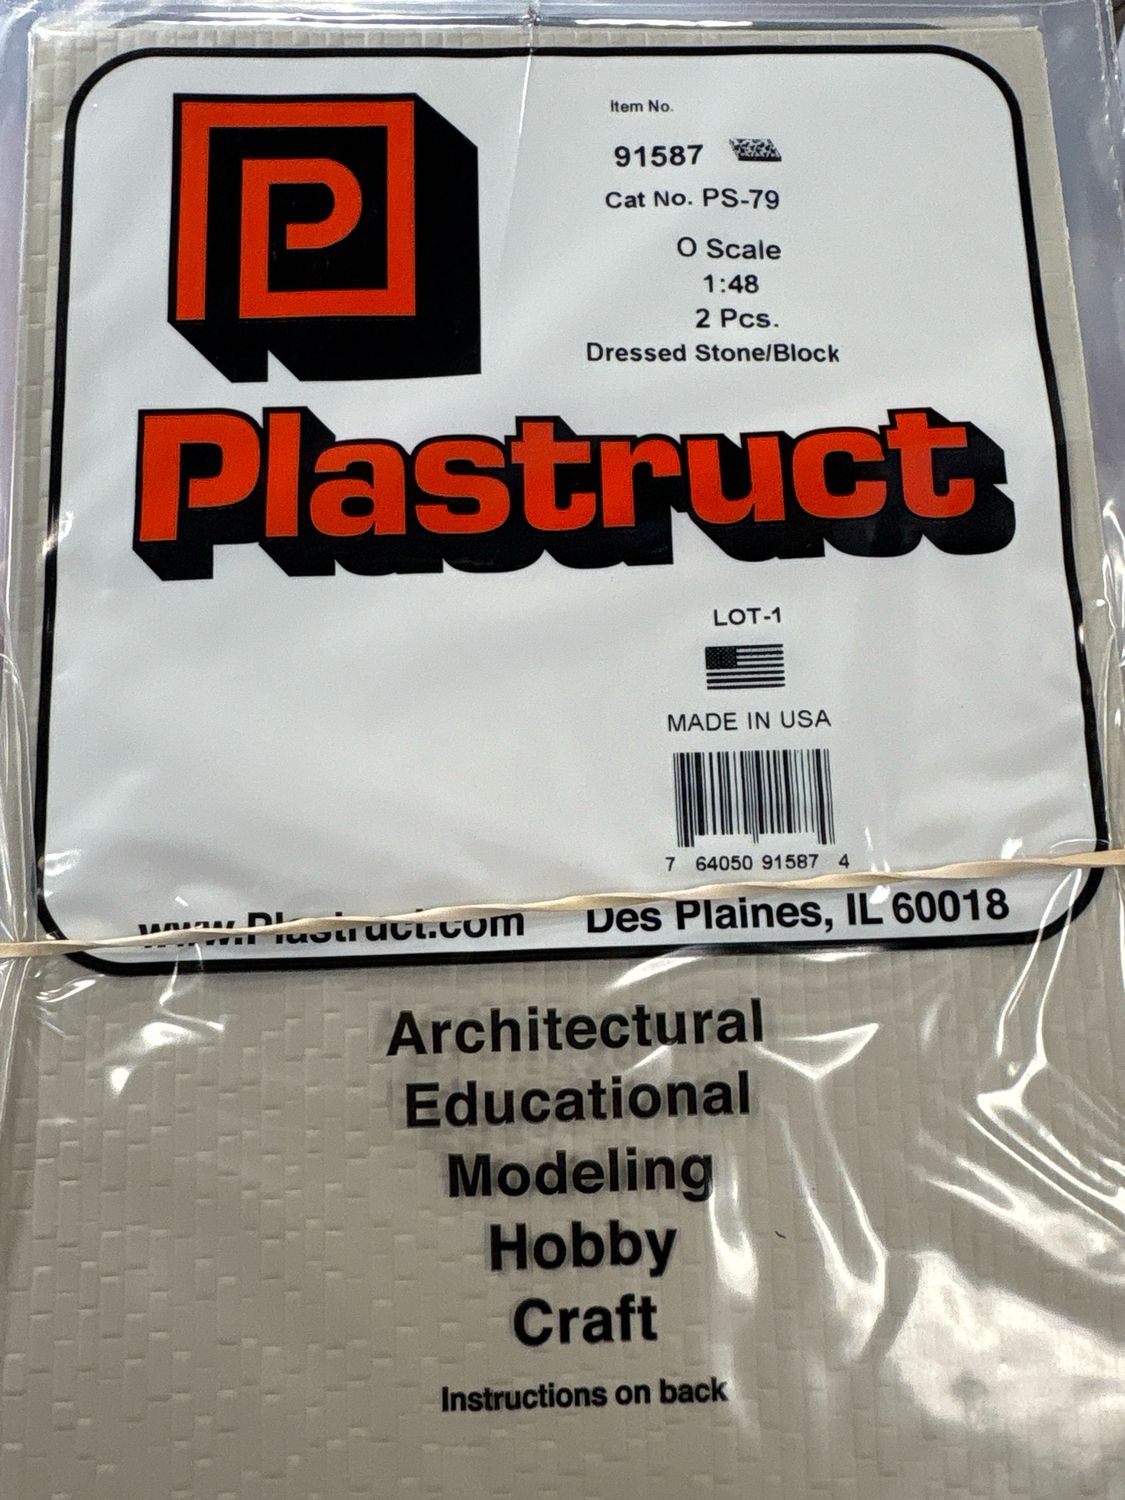 P
Item No.
91587
Cat No. PS-79
O Scale
1:48
2 Pcs.
Dressed Stone/Block
Plastruct
LOT-1
MADE IN USA
7 64050 91587 4
www.Plastruct.com Des Plaines, IL 60018
Architectural
Educational
Modeling
Hobby
Craft
Instructions on back